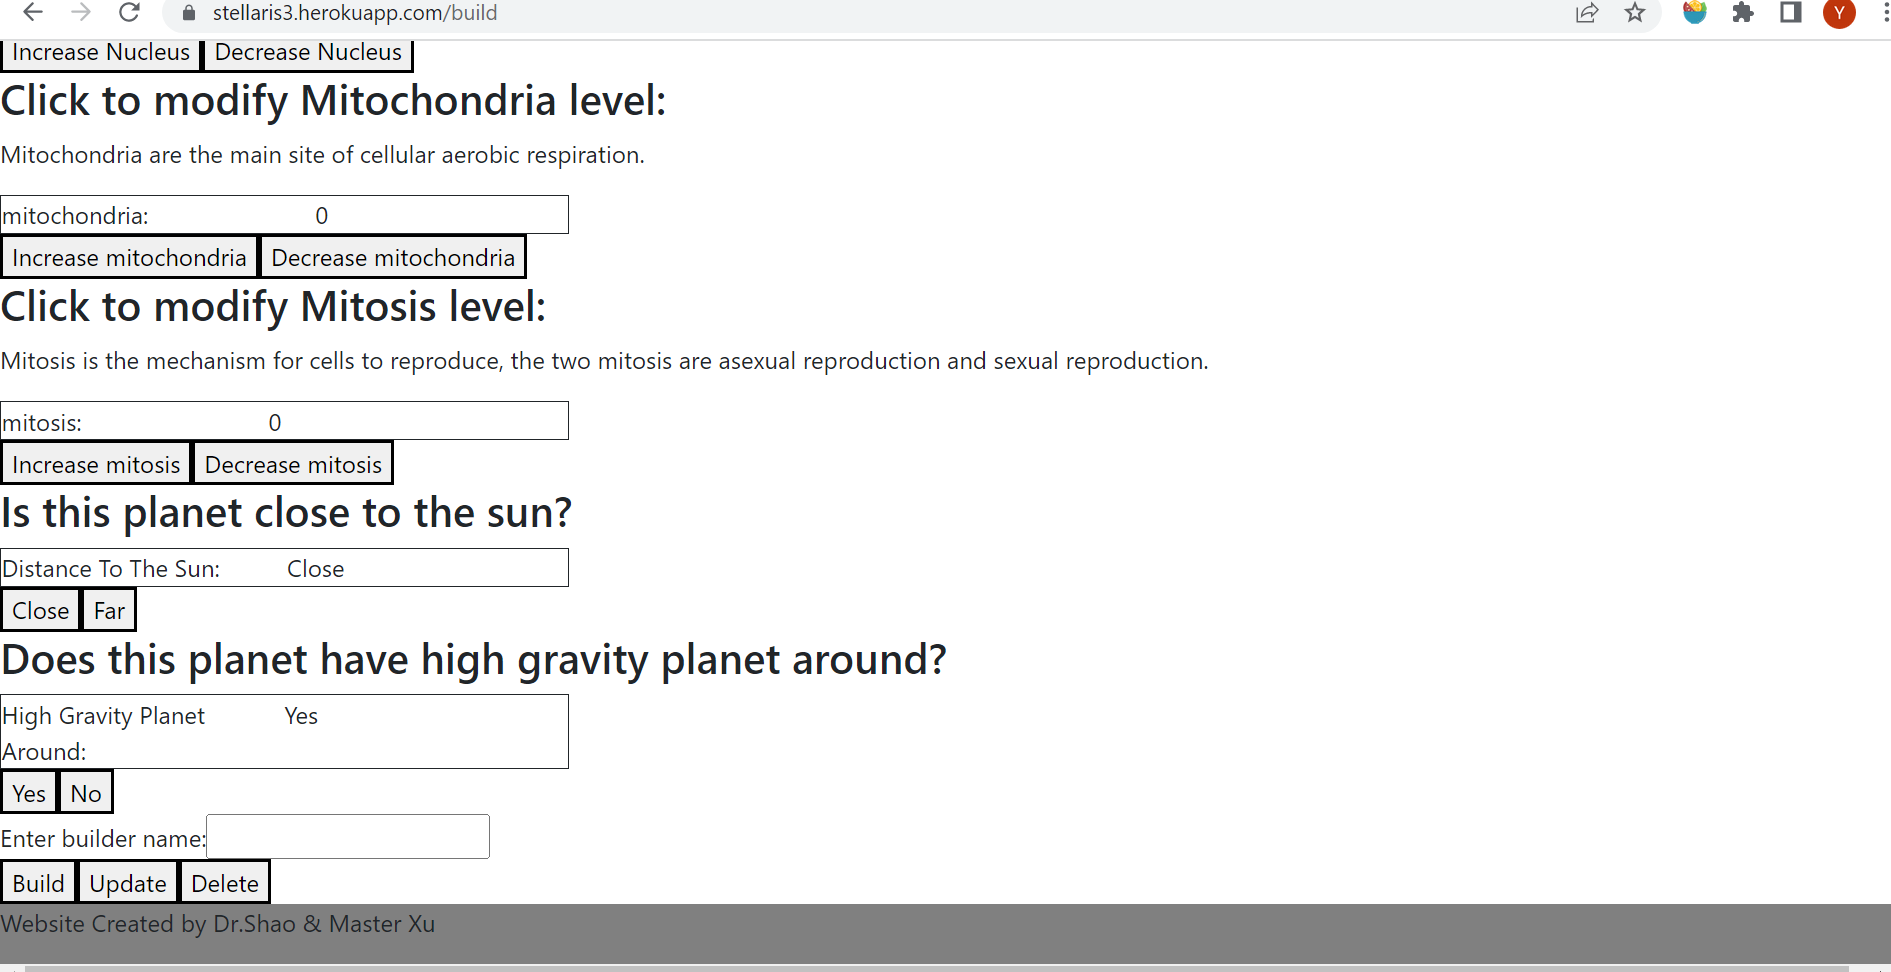 stellaris3.herokuapp.com/build
Y
Increase Nucleus Decrease Nucleus
Click to modify Mitochondria level:
Mitochondria are the main site of cellular aerobic respiration.
mitochondria: 0
Increase mitochondria Decrease mitochondria
Click to modify Mitosis level:
Mitosis is the mechanism for cells to reproduce, the two mitosis are asexual reproduction and sexual reproduction.
mitosis: 0
Increase mitosis Decrease mitosis
Is this planet close to the sun?
Distance To The Sun: Close
Close Far
Does this planet have high gravity planet around?
High Gravity Planet Yes
Around:
Yes No
Enter builder name:
Build Update Delete
Website Created by Dr.Shao & Master Xu